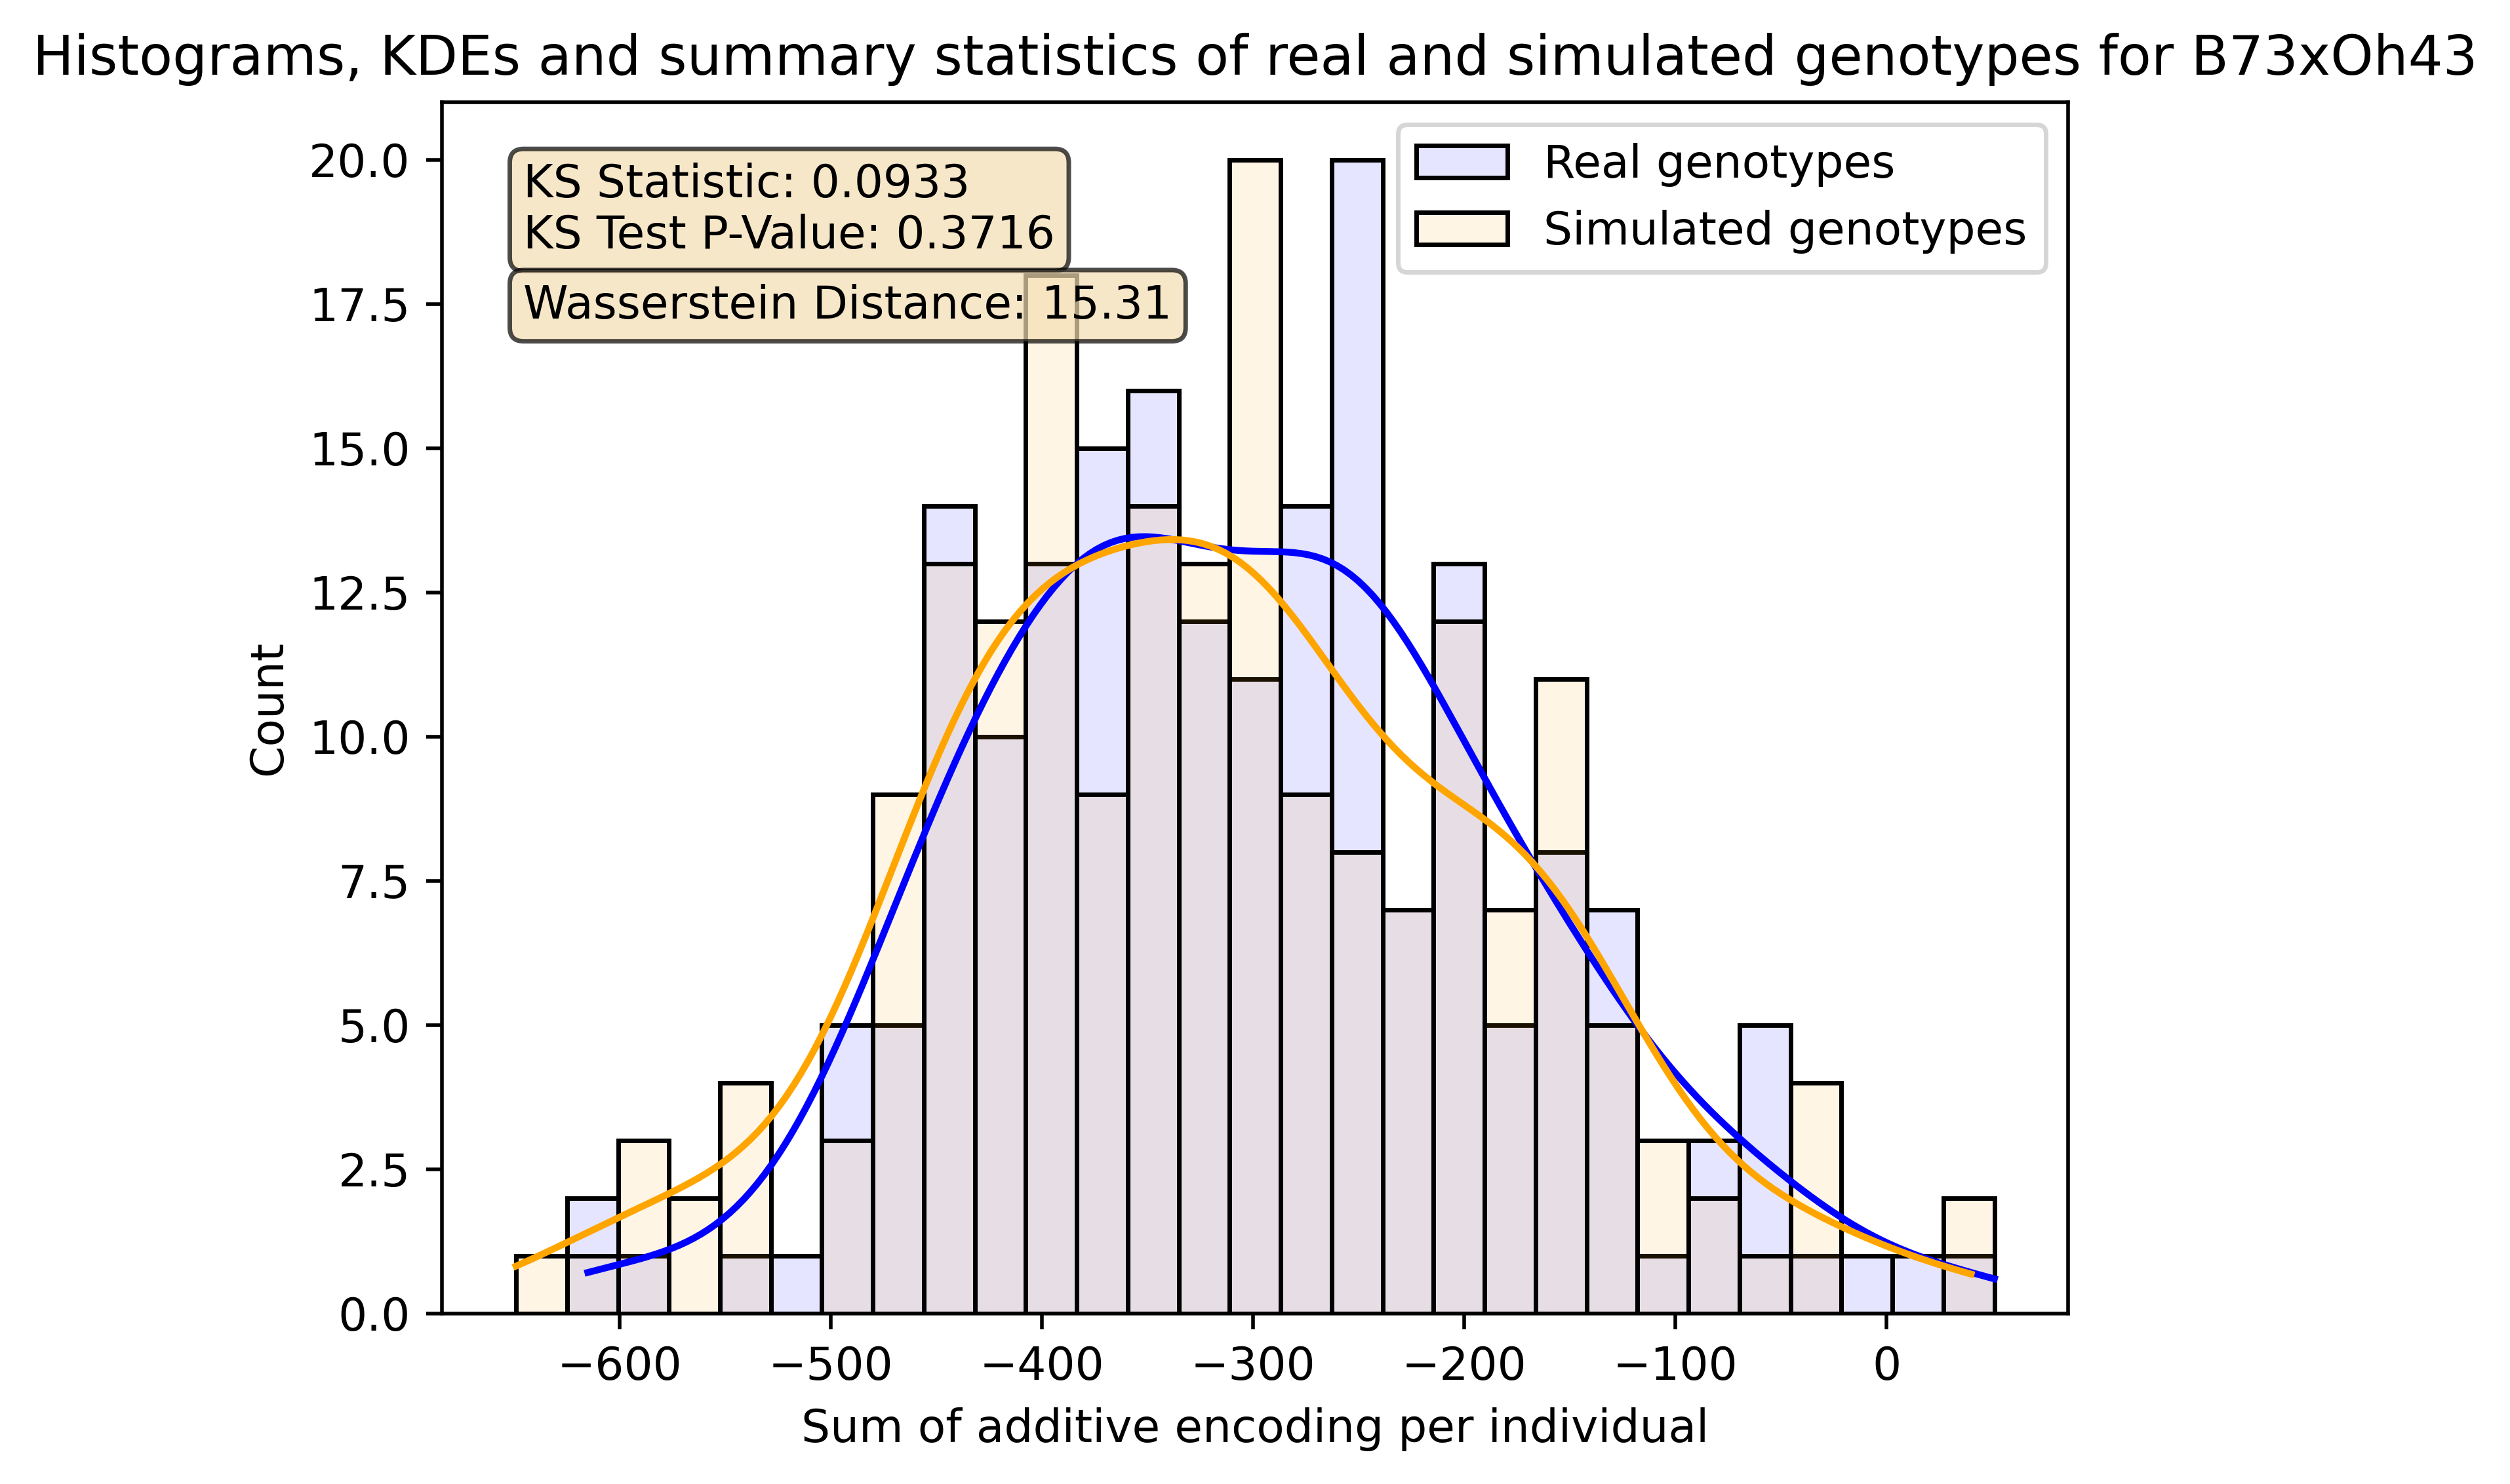 Histograms, KDEs and summary statistics of real and simulated genotypes for B73xOh43
KS Statistic: 0.0933
KS Test P-Value: 0.3716
Wasserstein Distance: 15.31
Real genotypes
Simulated genotypes
Count
20.0
17.5
15.0
12.5
10.0
7.5
5.0
2.5
0.0
−600 −500 −400 −300 −200 −100 0
Sum of additive encoding per individual